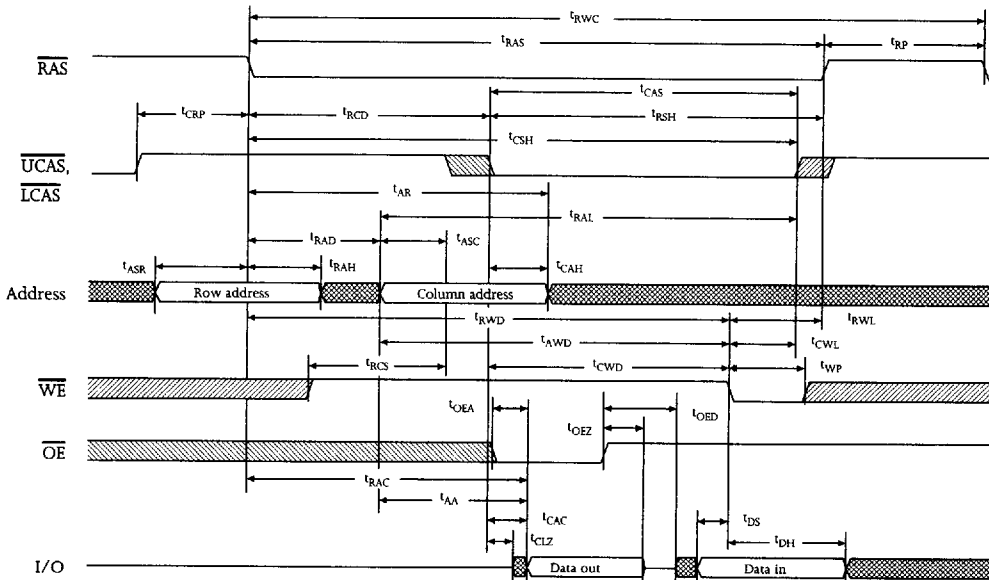 tRWC
tRAS tRP
RAS
tCAS
tCRP tRCD tRSH
tCSH
UCAS,
LCAS
tAR
tRAL
tRAD tASC
tASR tRAH tCAH
Address Row address Column address
tRWD tRWL
tAWD tCWL
tRCS tCWD tWP
WE
tOEA tOED
tOEZ
OE
tRAC
tAA
tCAC tDS
tCLZ tDH
I/O Data out Data in